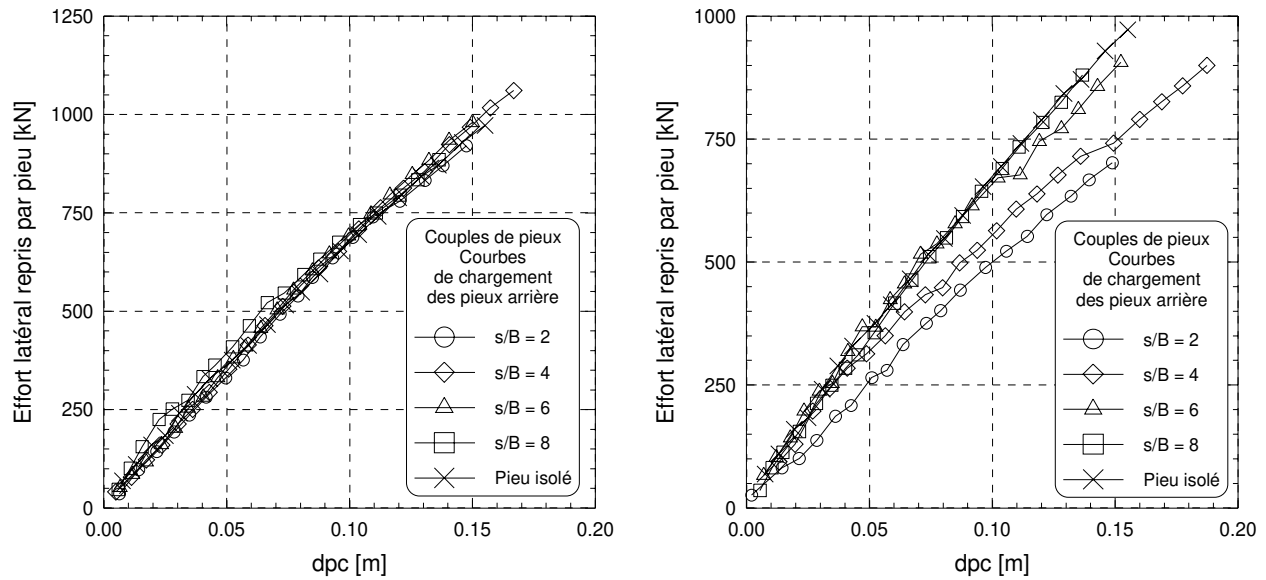 Effort latéral repris par pieu [kN]
1250
1000
750
500
250
0
0.00 0.05 0.10 0.15 0.20
dpc [m]
Couples de pieux
Courbes
de chargement
des pieux arrière
s/B = 2
s/B = 4
s/B = 6
s/B = 8
Pieu isolé
Effort latéral repris par pieu [kN]
1000
750
500
250
0
0.00 0.05 0.10 0.15 0.20
dpc [m]
Couples de pieux
Courbes
de chargement
des pieux arrière
s/B = 2
s/B = 4
s/B = 6
s/B = 8
Pieu isolé